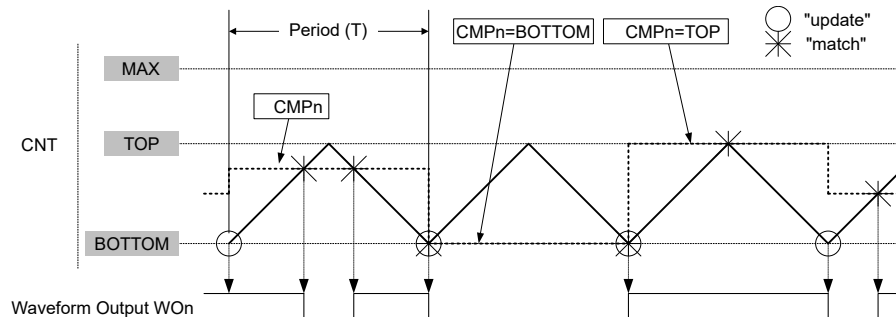 Period (T)
CMPn=BOTTOM
CMPn=TOP
"update"
"match"
MAX
CMPn
CNT
TOP
BOTTOM
Waveform Output WOn